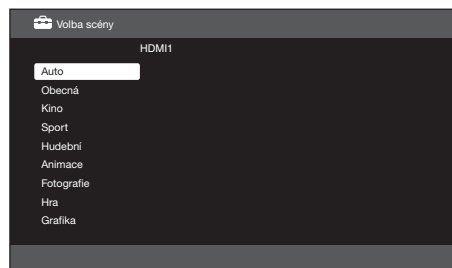 Volba scény
HDMI1
Auto
Obecná
Kino
Sport
Hudební
Animace
Fotografie
Hra
Grafika